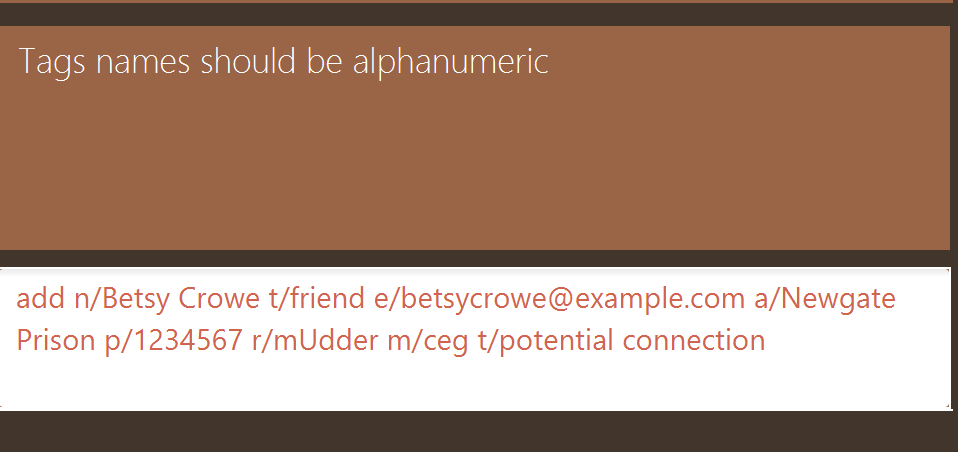 Tags names should be alphanumeric
add n/Betsy Crowe t/friend e/betsycrowe@example.com a/Newgate
Prison p/1234567 r/mUdder m/ceg t/potential connection